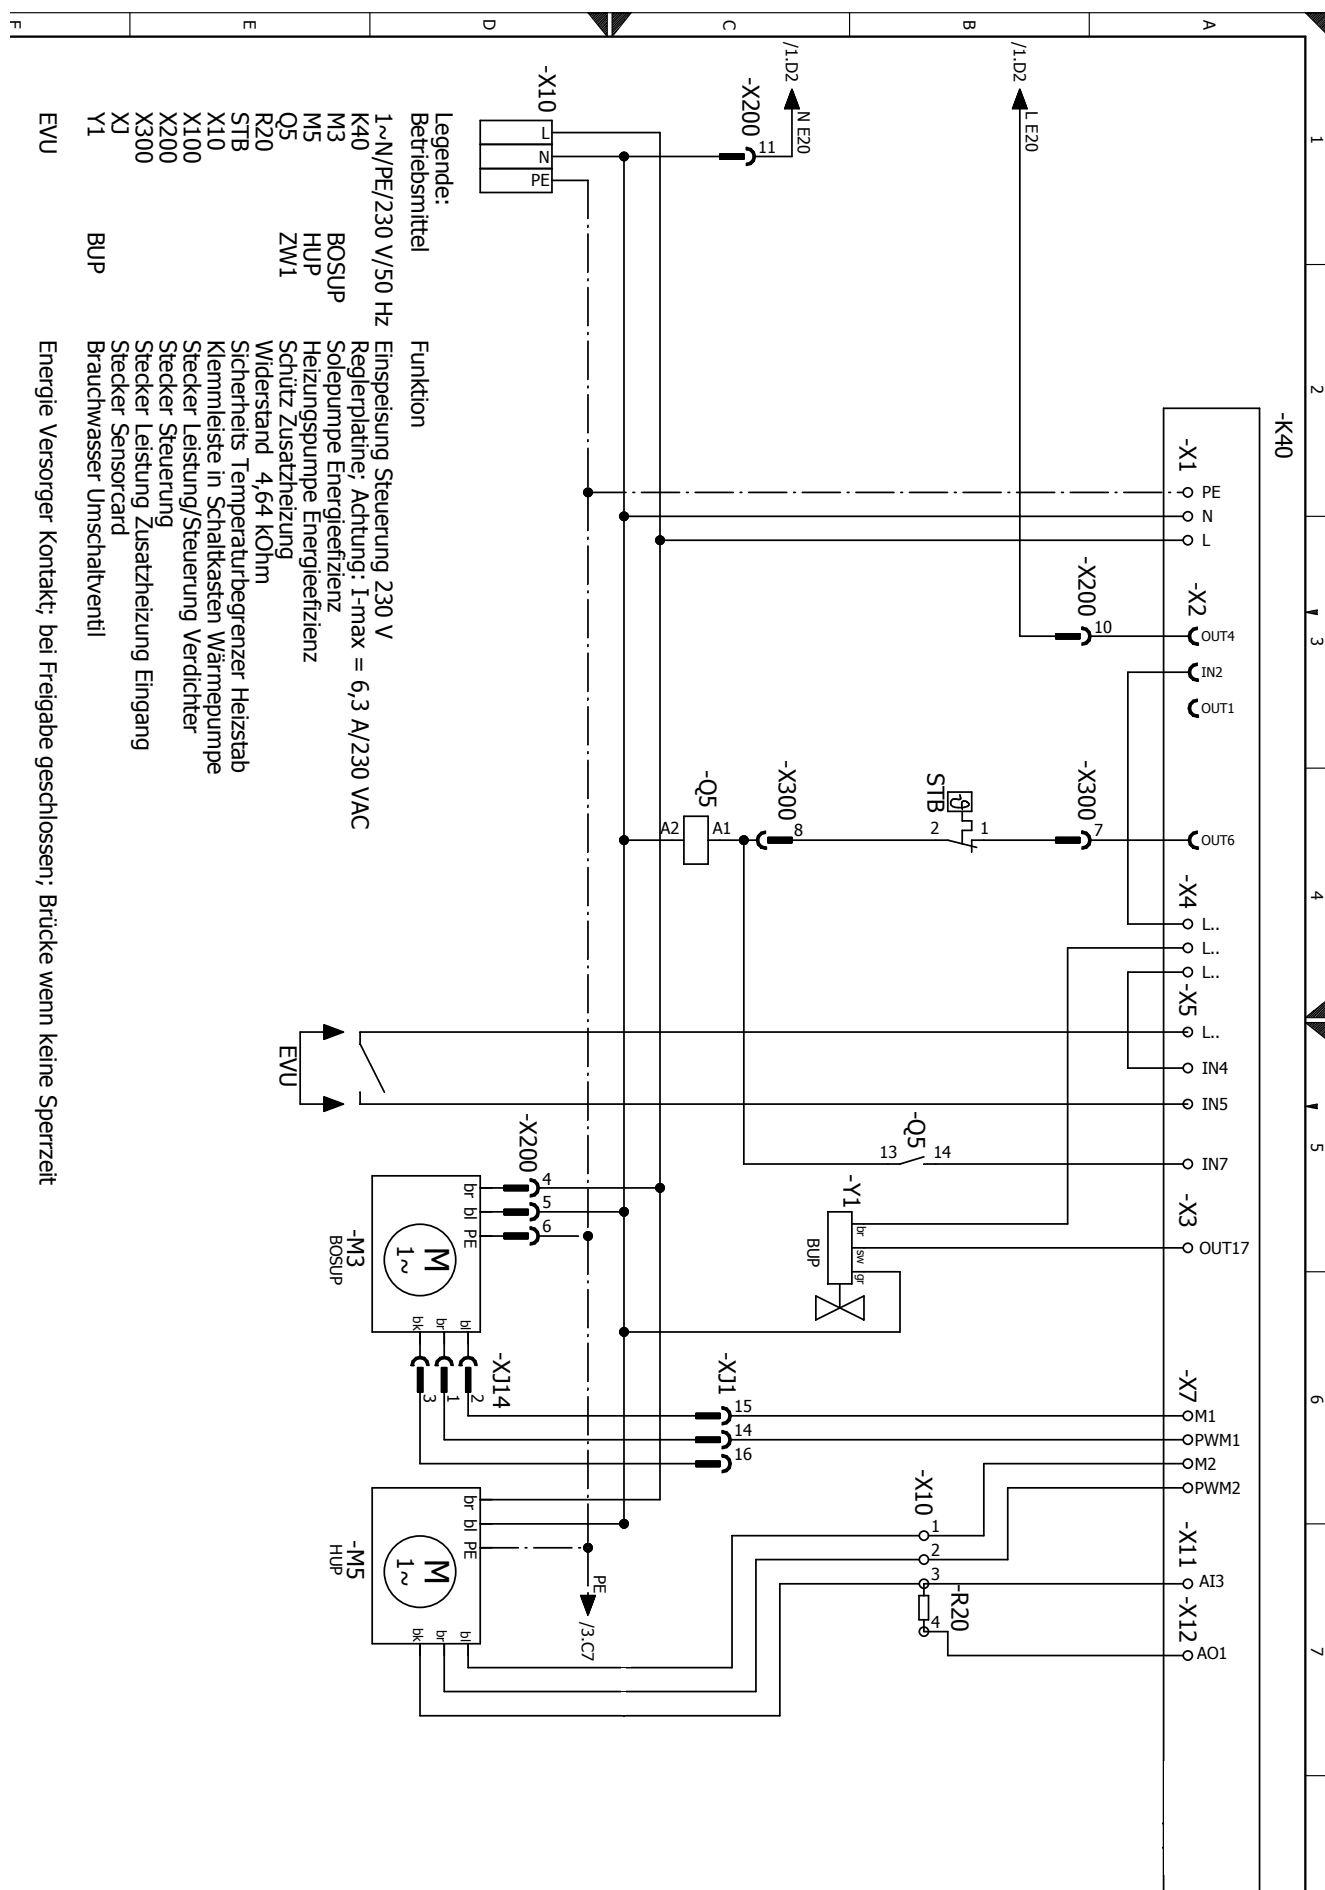 1
2
3
4
5
6
7
A
B
C
D
E
F
-K40
-X1
PE
N
L
-X2
OUT4
IN2
OUT1
OUT6
-X4
L..
L..
L..
-X5
L..
IN4
IN5
IN7
-X3
OUT17
-X7
M1
PWM1
M2
PWM2
-X11
AI3
-X12
AO1
/1.D2
L E20
-X200
10
/1.D2
N E20
-X200
11
-X300
7
STB
1
2
-X300
8
-Q5
A1
A2
-Q5
13
14
-Y1
BUP
br
sw
gr
-XJ1
15
14
16
-X10
1
2
3
4
-R20
-X10
L
N
PE
EVU
-X200
4
5
6
br
bl
PE
M
1~
-M3
BOSUP
bk
br
bl
-XJ14
3
1
2
br
bl
PE
M
1~
-M5
HUP
bk
br
bl
PE
/3.C7
Legende:
Betriebsmittel Funktion
1~N/PE/230 V/50 Hz Einspeisung Steuerung 230 V
K40 Reglerplatine; Achtung: I-max = 6,3 A/230 VAC
M3 BOSUP Solepumpe Energieefizienz
M5 HUP Heizungspumpe Energieefizienz
Q5 ZW1 Schütz Zusatzheizung
R20 Widerstand 4,64 kOhm
STB Sicherheits Temperaturbegrenzer Heizstab
X10 Klemmleiste in Schaltkasten Wärmepumpe
X100 Stecker Leistung/Steuerung Verdichter
X200 Stecker Steuerung
X300 Stecker Leistung Zusatzheizung Eingang
XJ Stecker Sensorcard
Y1 BUP Brauchwasser Umschaltventil
EVU Energie Versorger Kontakt; bei Freigabe geschlossen; Brücke wenn keine Sperrzeit